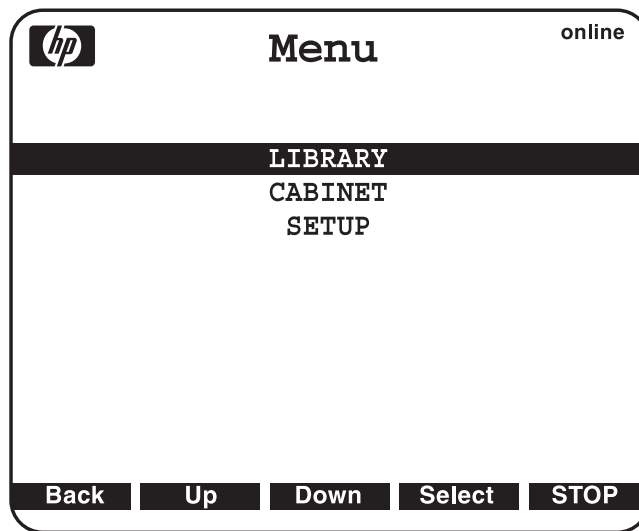 hp
Menu
online
LIBRARY
CABINET
SETUP
Back Up Down Select STOP